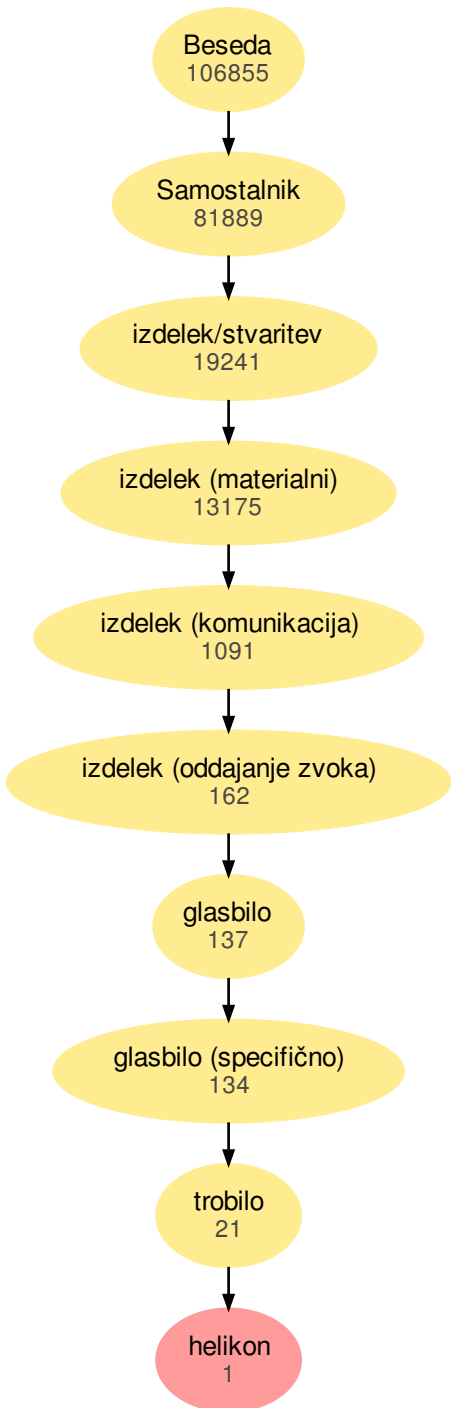 Beseda
106855
Samostalnik
81889
izdelek/stvaritev
19241
izdelek (materialni)
13175
izdelek (komunikacija)
1091
izdelek (oddajanje zvoka)
162
glasbilo
137
glasbilo (specifično)
134
trobilo
21
helikon
1